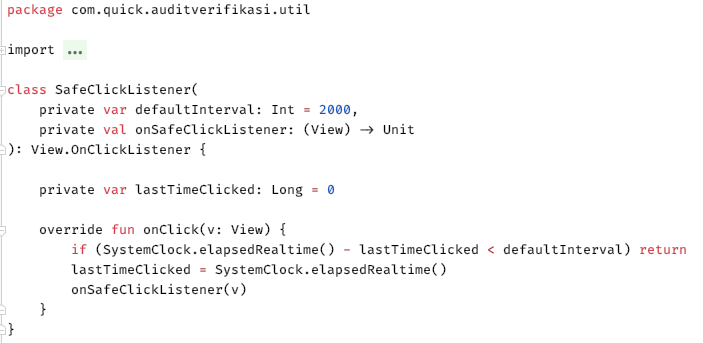 package com.quick.auditverifikasi.util
import ...
class SafeClickListener(
    private var defaultInterval: Int = 2000,
    private val onSafeClickListener: (View) → Unit
): View.OnClickListener {
    private var lastTimeClicked: Long = 0
    override fun onClick(v: View) {
        if (SystemClock.elapsedRealtime() - lastTimeClicked < defaultInterval) return
        lastTimeClicked = SystemClock.elapsedRealtime()
        onSafeClickListener(v)
    }
}